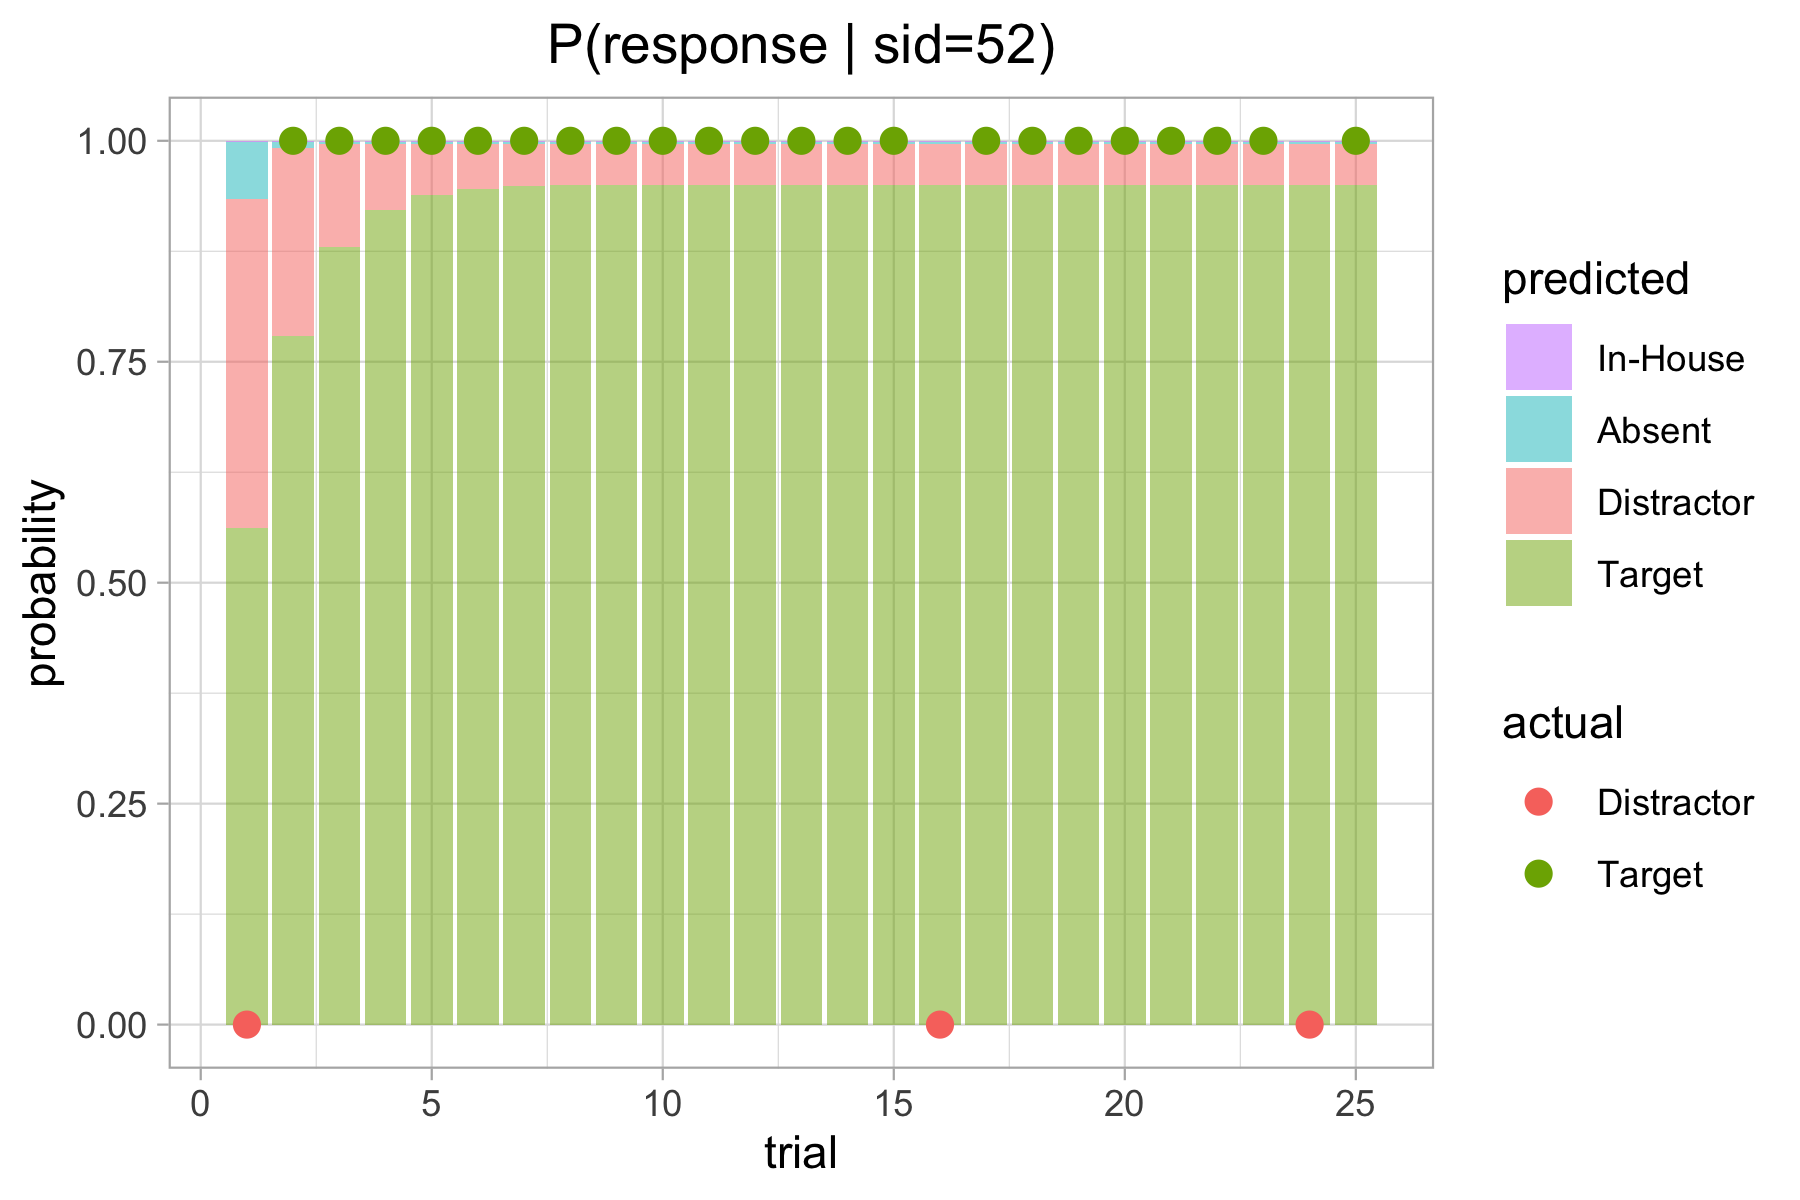 P(response | sid=52)
probability
1.00
0.75
0.50
0.25
0.00
0 5 10 15 20 25
trial
predicted
In-House
Absent
Distractor
Target
actual
Distractor
Target